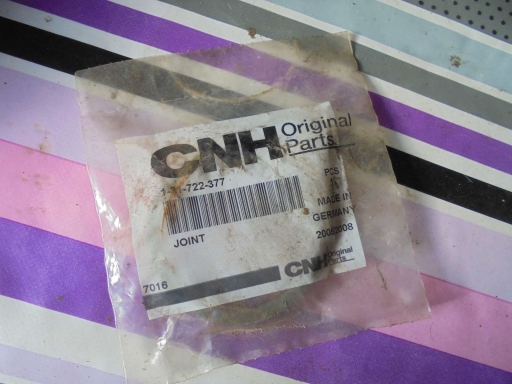 CNH Original
Parts
-722-377
PCS
MADE IN
GERMANY
JOINT
7016
CNH Original
Parts